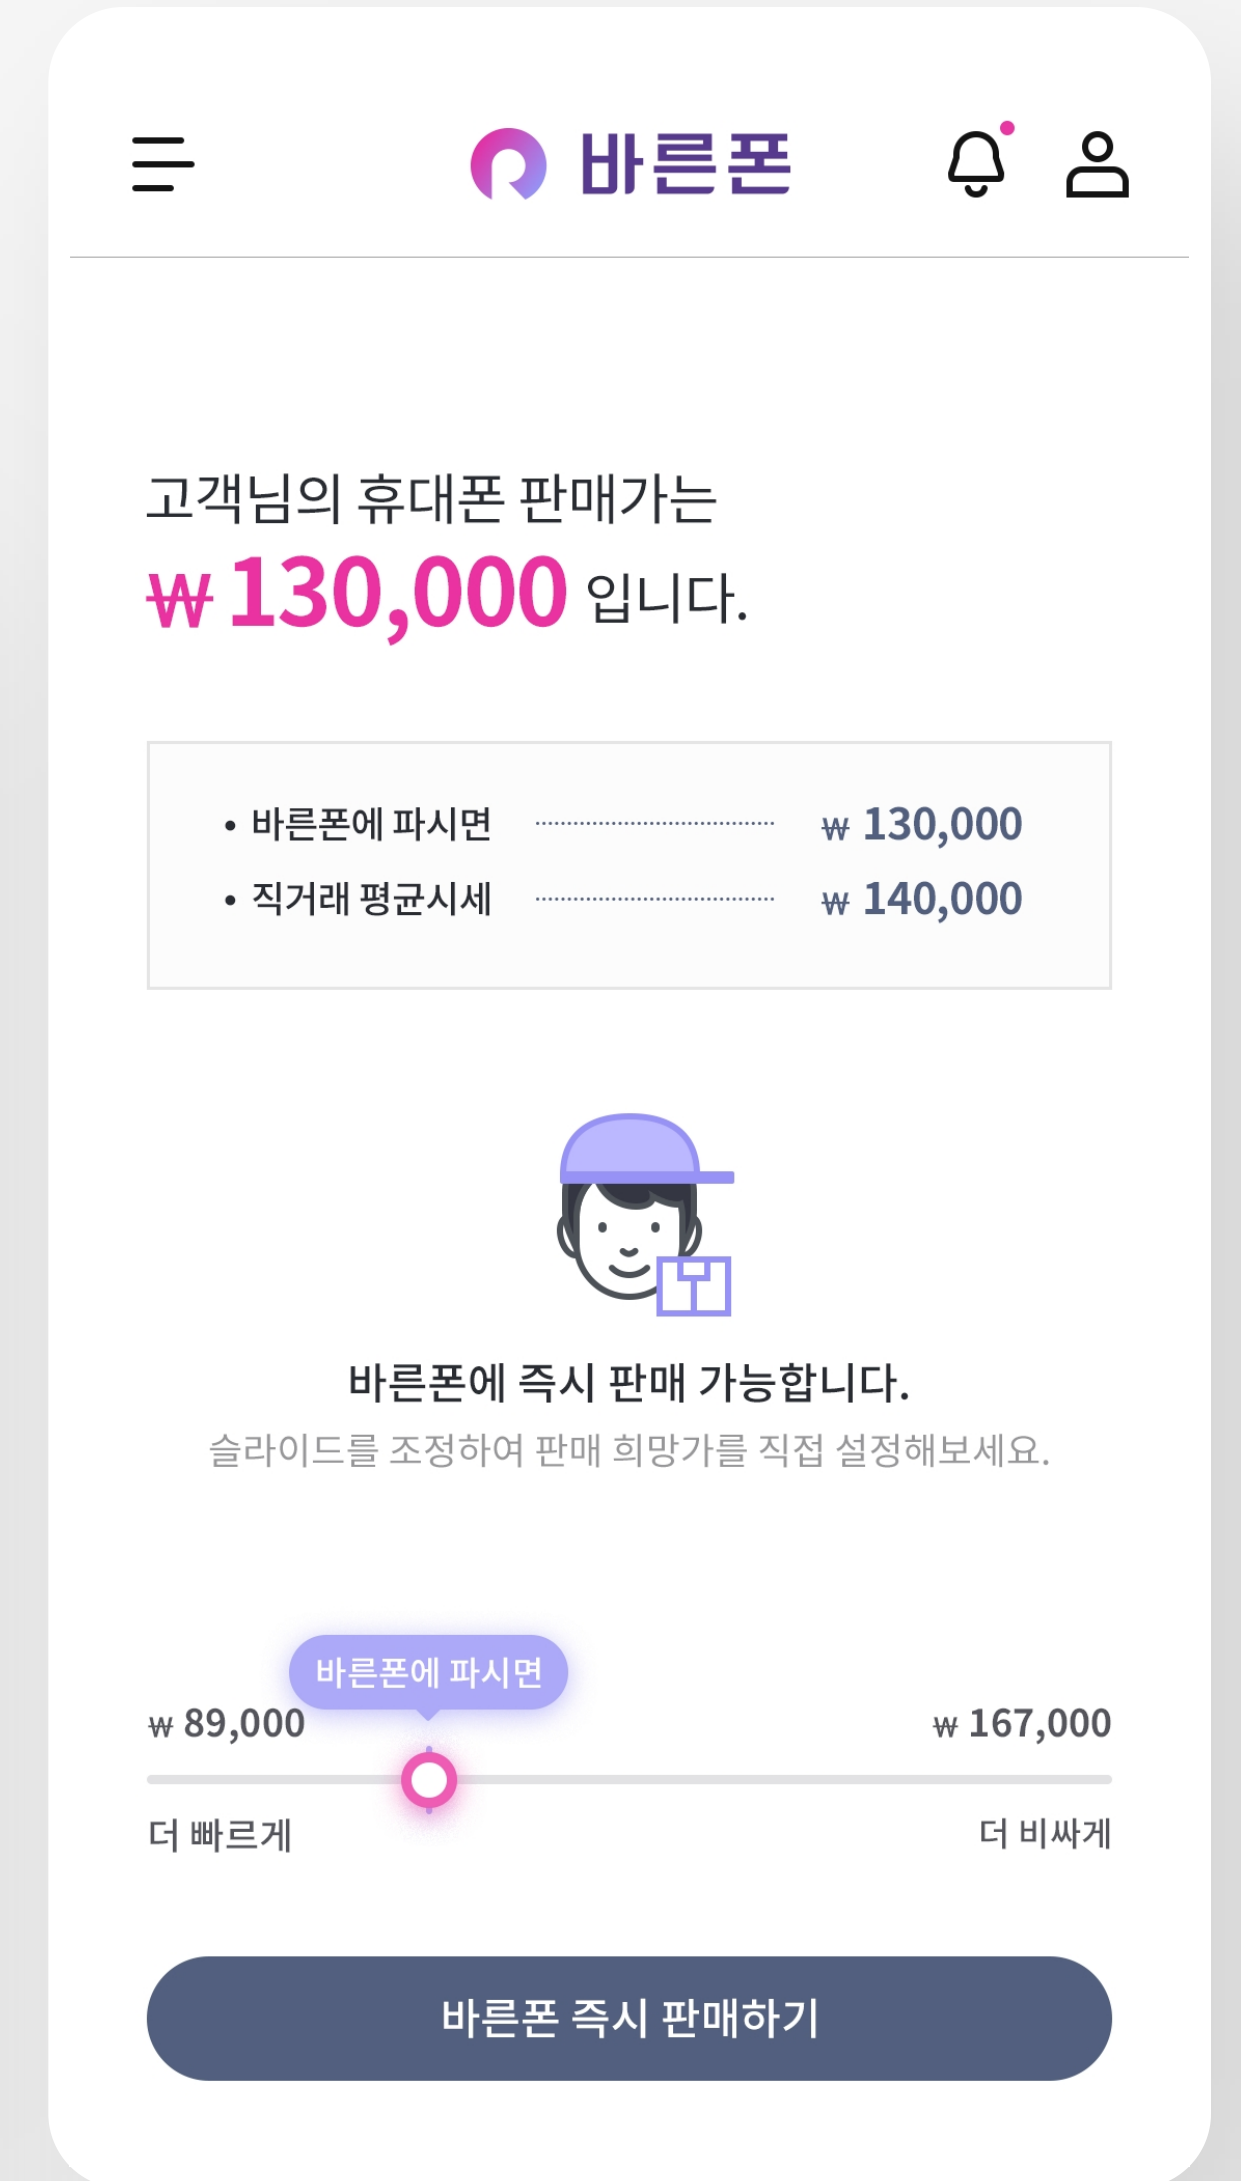 바른폰
고객님의 휴대폰 판매가는
₩ 130,000 입니다.
• 바른폰에 파시면 ₩ 130,000
• 직거래 평균시세 ₩ 140,000
바른폰에 즉시 판매 가능합니다.
슬라이드를 조정하여 판매 희망가를 직접 설정해보세요.
바른폰에 파시면
₩ 89,000 ₩ 167,000
더 빠르게 더 비싸게
바른폰 즉시 판매하기